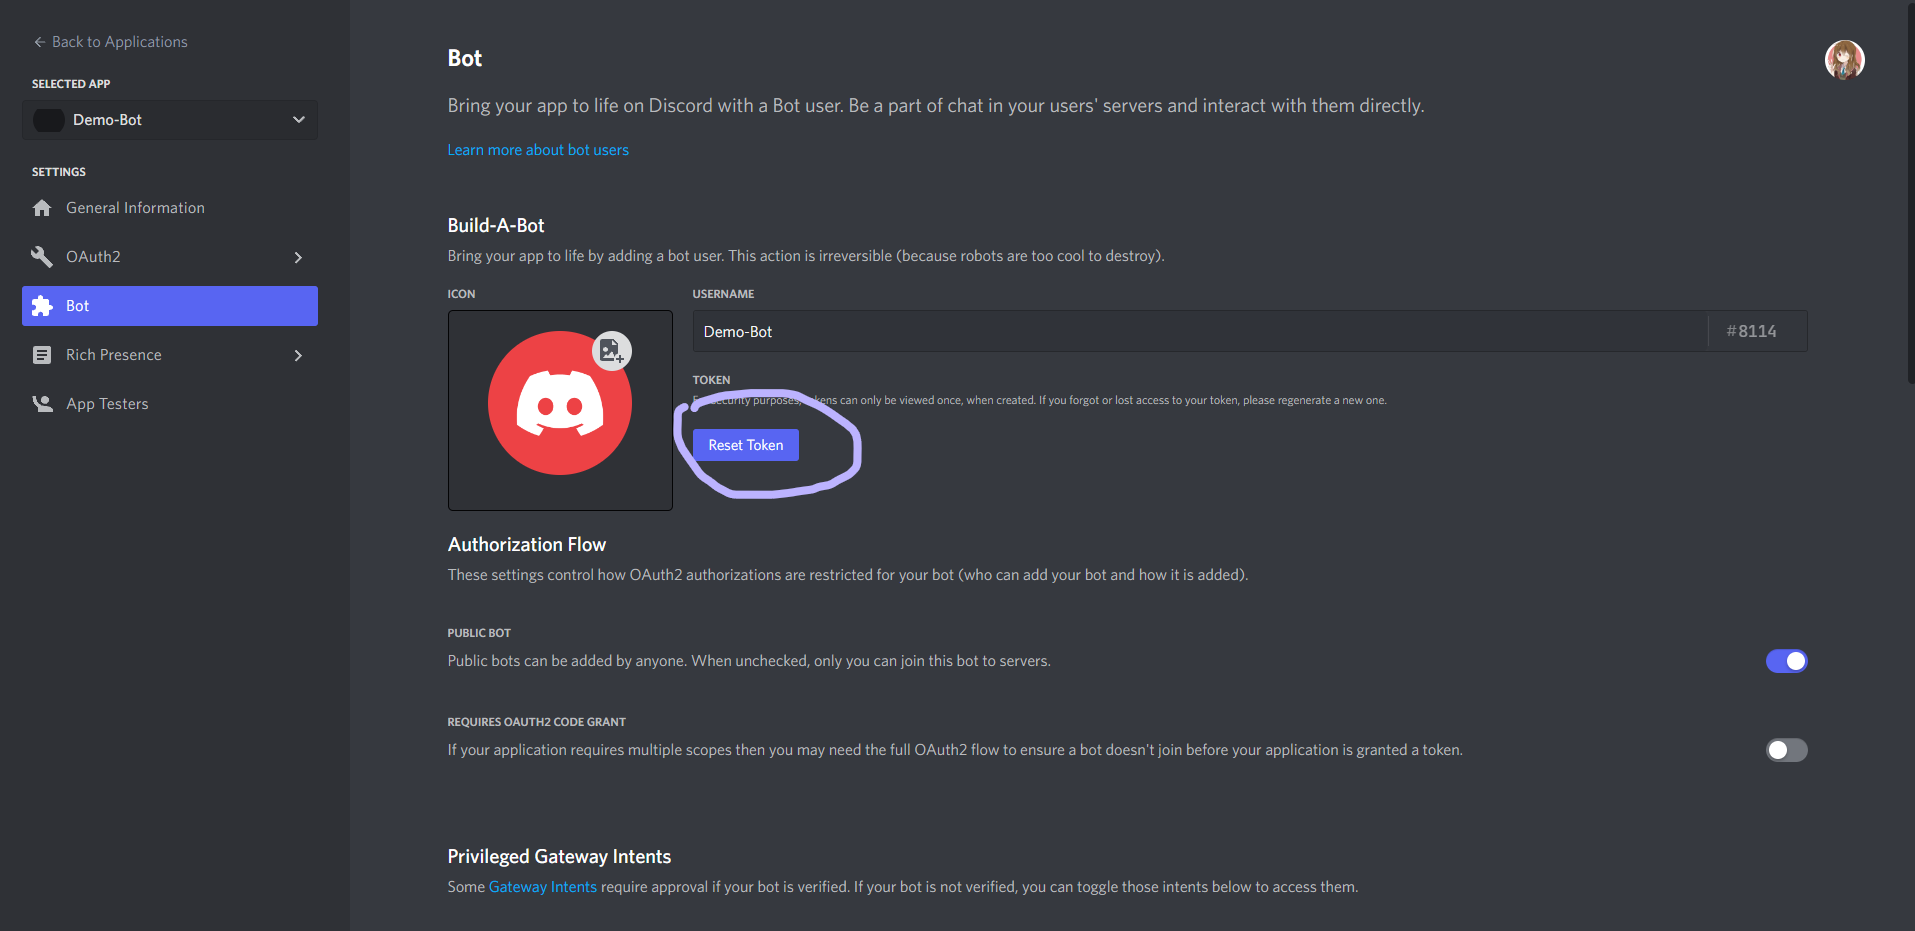 Back to Applications
SELECTED APP
Demo-Bot
SETTINGS
General Information
OAuth2
Bot
Rich Presence
App Testers
Bot
Bring your app to life on Discord with a Bot user. Be a part of chat in your users' servers and interact with them directly.
Learn more about bot users
Build-A-Bot
Bring your app to life by adding a bot user. This action is irreversible (because robots are too cool to destroy).
ICON
USERNAME
Demo-Bot
#8114
TOKEN
For security purposes, tokens can only be viewed once, when created. If you forgot or lost access to your token, please regenerate a new one.
Reset Token
Authorization Flow
These settings control how OAuth2 authorizations are restricted for your bot (who can add your bot and how it is added).
PUBLIC BOT
Public bots can be added by anyone. When unchecked, only you can join this bot to servers.
REQUIRES OAUTH2 CODE GRANT
If your application requires multiple scopes then you may need the full OAuth2 flow to ensure a bot doesn't join before your application is granted a token.
Privileged Gateway Intents
Some Gateway Intents require approval if your bot is verified. If your bot is not verified, you can toggle those intents below to access them.